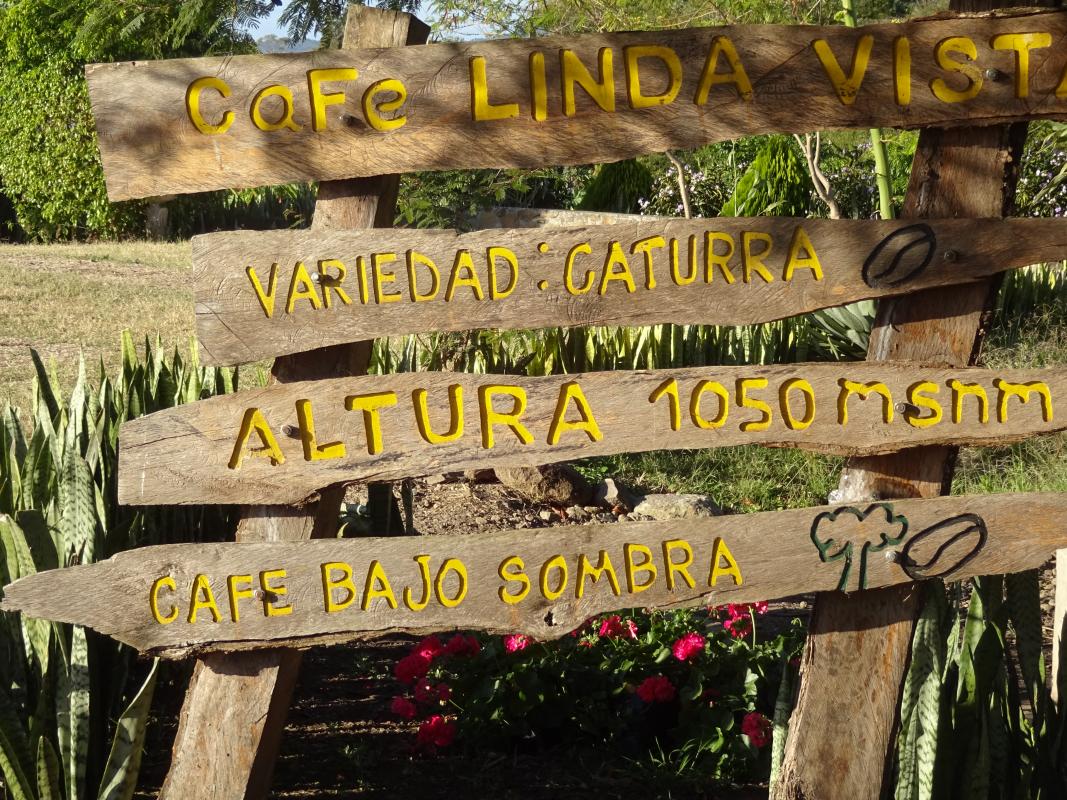 CaFe LINDA VISTA
VARIEDAD: CATURRA
ALTURA 1050 msnm
CAFE BAJO SOMBRA